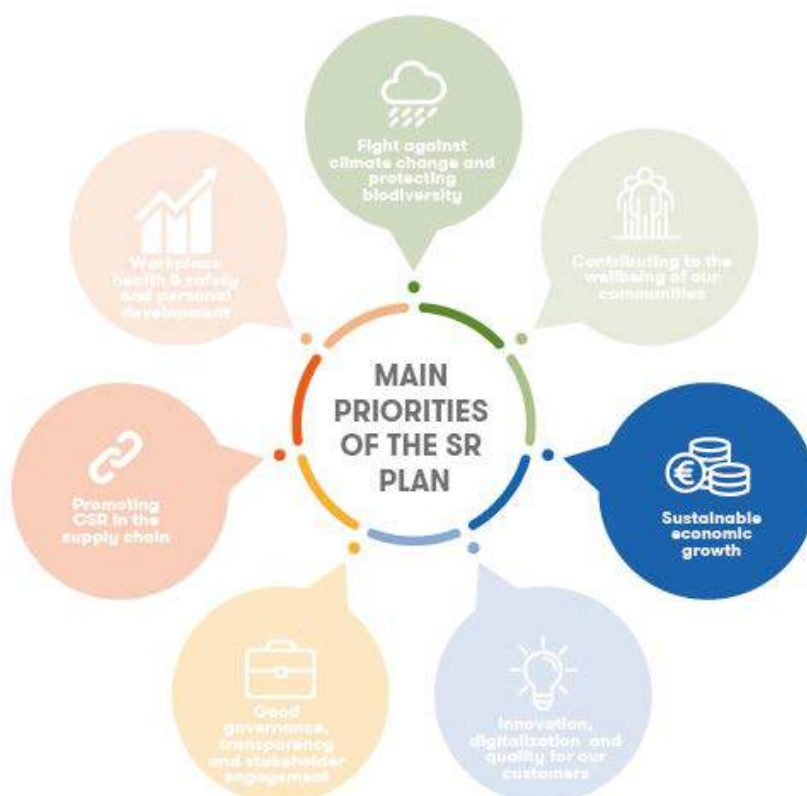 Fight against
climate change and
protecting
biodiversity
Contributing to the
wellbeing of our
communities
Sustainable
economic
growth
Innovation,
digitalization and
quality for our
customers
Good
governance,
transparency
and stakeholder
engagement
Promoting
CSR in the
supply chain
Workplace
health & safety
and personal
development
MAIN
PRIORITIES
OF THE SR
PLAN
€